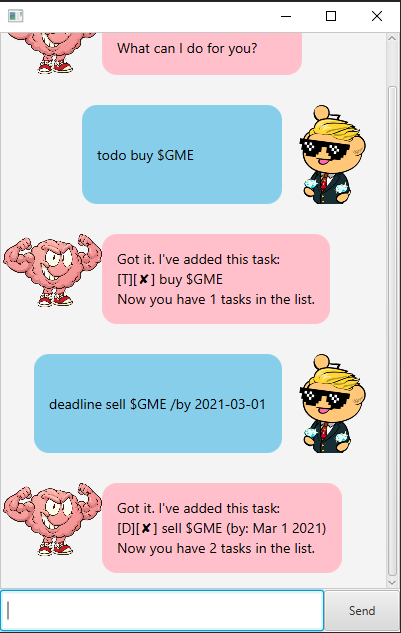 What can I do for you?
todo buy $GME
Got it. I've added this task:
[T][✘] buy $GME
Now you have 1 tasks in the list.
deadline sell $GME /by 2021-03-01
Got it. I've added this task:
[D][✘] sell $GME (by: Mar 1 2021)
Now you have 2 tasks in the list.
Send